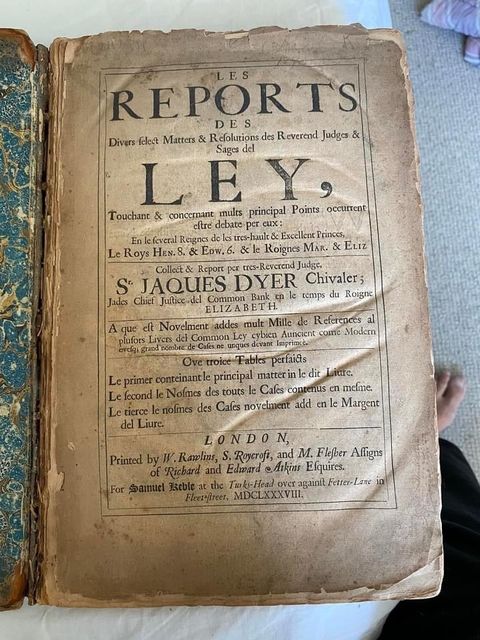 LES
REPORTS
DES
Divers select Matters & Resolutions des Reverend Judges &
Sages del
LEY,
Touchant & concernant mults principal Points occurrent
estre debate per eux;
En le several Reignes de les tres-hault & Excellent Princes,
Le Roys HEN. 8. & EDW. 6. & le Roignes MAR. & ELIZ
Collect & Report per tres-Reverend Judge.
Sr. JAQUES DYER Chivaler;
Jades Chief Justice del Common Bank en le temps du Roigne
ELIZABETH.
A que est Novelment addes mult Mille de References al
plusors Livers del Common Ley cybien Auncient come Modern
ovesq; grand nombre de Cases ne unques devant Imprimee.
Ove troice Tables perfaicts
Le primer conteinant le principal matter in le dit Liure.
Le second le Nosmes des touts le Cases contenus en mesme.
Le tierce le nosmes des Cases novelment add en le Margent
del Liure.
LONDON,
Printed by W. Rawlins, S. Roycroft, and M. Flesher Assigns
of Richard and Edward Atkins Esquires.
For Samuel Keble at the Turks-Head over against Fetter-Lane in
Fleet-street, MDCLXXXVIII.